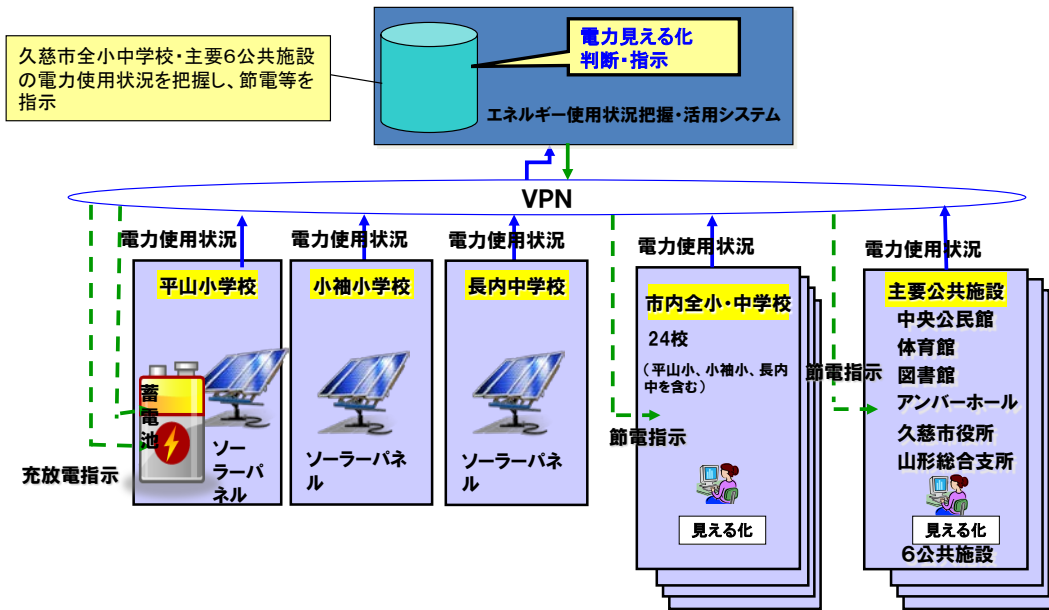 久慈市全小中学校・主要6公共施設
の電力使用状況を把握し、節電等を
指示
電力見える化
判断・指示
エネルギー使用状況把握・活用システム
VPN
電力使用状況
電力使用状況
電力使用状況
電力使用状況
電力使用状況
平山小学校
蓄電池
ソー
ラーパ
ネル
充放電指示
小袖小学校
ソーラーパネ
ル
長内中学校
ソーラーパネ
ル
市内全小・中学校
24校
（平山小、小袖小、長内
中を含む）
節電指示
見える化
主要公共施設
中央公民館
体育館
図書館
アンバーホール
久慈市役所
山形総合支所
節電指示
見える化
6公共施設